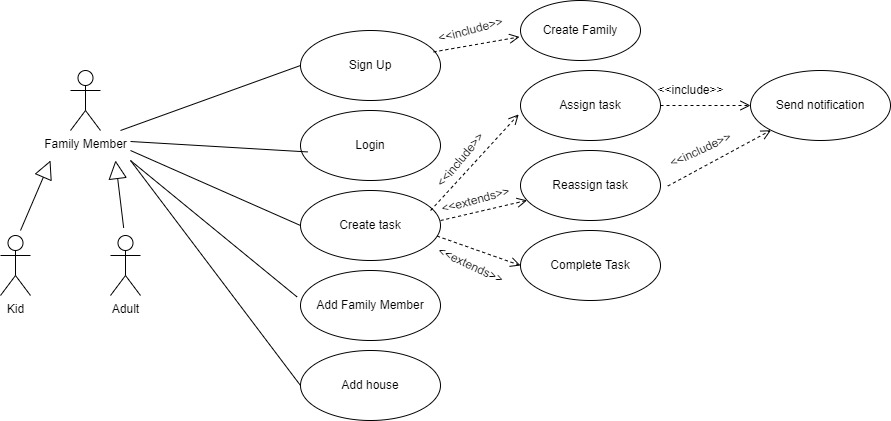 <<include>>
Create Family
Sign Up
<<include>>
Assign task
Send notification
Family Member
Login
<<include>>
<<include>>
Reassign task
<<extends>>
Create task
<<extends>>
Complete Task
Kid
Adult
Add Family Member
Add house